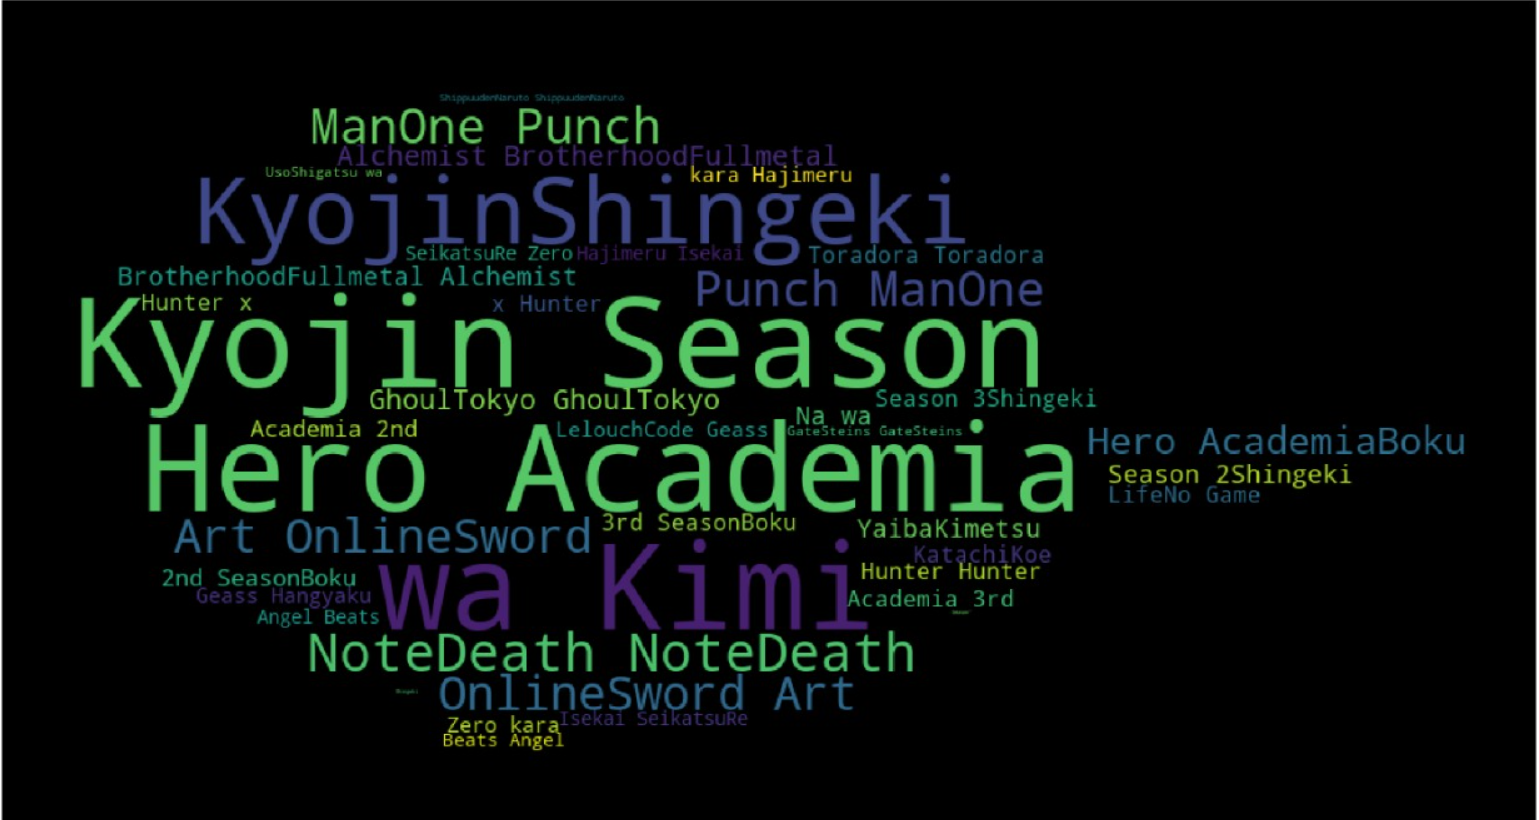 ShippuudenNaruto ShippuudenNaruto
ManOne Punch
Alchemist BrotherhoodFullmetal
UsoShigatsu wa
kara Hajimeru
KyojinShingeki
SeikatsuRe Zero
Hajimeru Isekai
Toradora Toradora
BrotherhoodFullmetal Alchemist
Punch ManOne
Hunter x
x Hunter
Kyojin Season
GhoulTokyo GhoulTokyo
Season 3Shingeki
Na wa
Academia 2nd
LelouchCode Geass
GateSteins GateSteins
Hero AcademiaBoku
Hero Academia
Season 2Shingeki
LifeNo Game
Art OnlineSword
3rd SeasonBoku
YaibaKimetsu
KatachiKoe
wa Kimi
Hunter Hunter
2nd SeasonBoku
Geass Hangyaku
Academia 3rd
Angel Beats
NoteDeath NoteDeath
OnlineSword Art
Zero kara
Isekai SeikatsuRe
Beats Angel